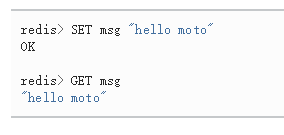 redis> SET msg "hello moto"
OK
redis> GET msg
"hello moto"